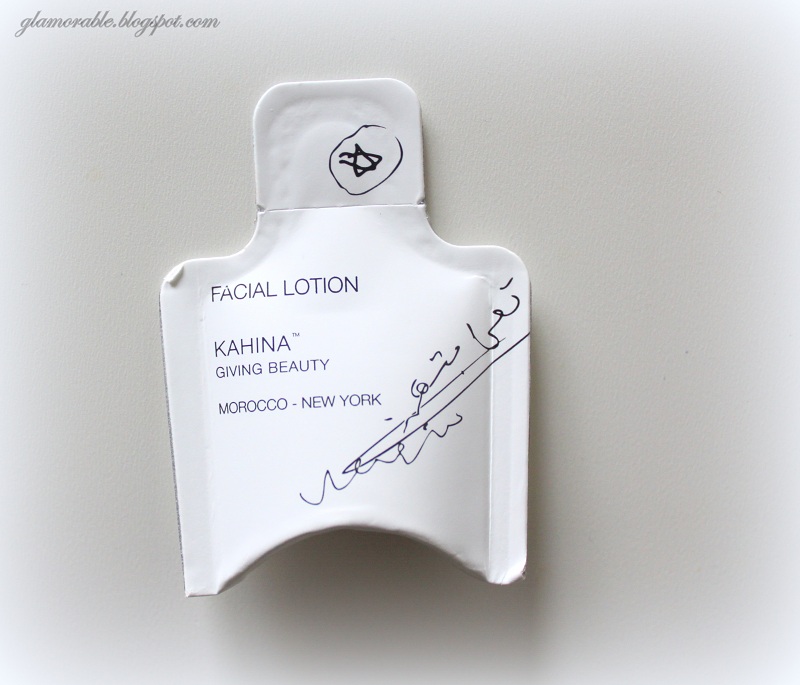 glamorable.blogspot.com
FACIAL LOTION
KAHINA™
GIVING BEAUTY
MOROCCO - NEW YORK